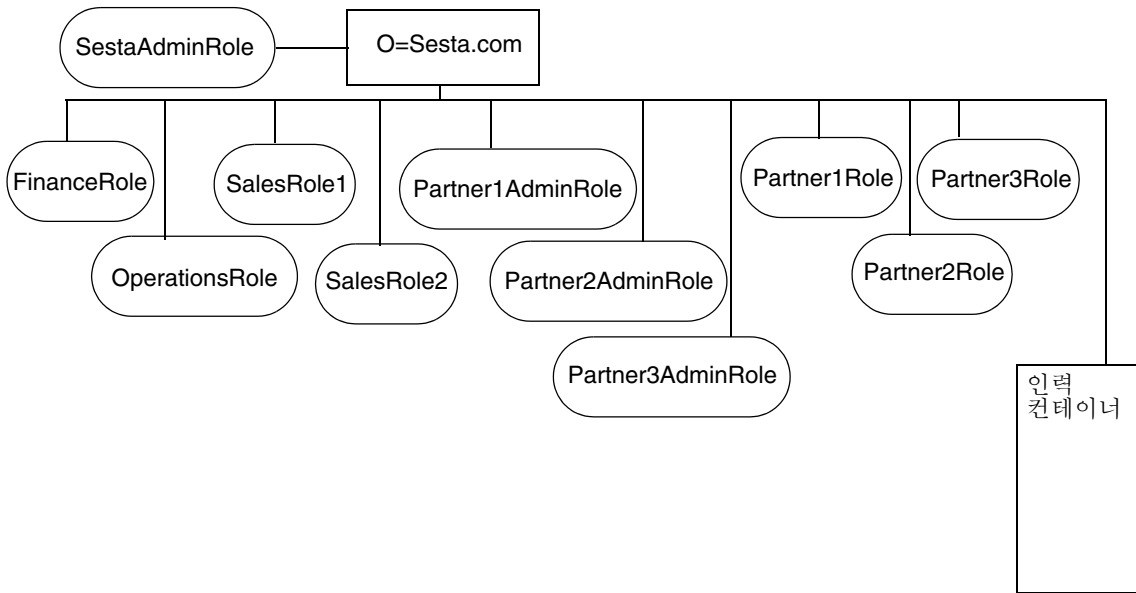 SestaAdminRole
O=Sesta.com
FinanceRole
SalesRole1
Partner1AdminRole
Partner1Role
Partner3Role
OperationsRole
SalesRole2
Partner2AdminRole
Partner2Role
Partner3AdminRole
인력
컨테이너